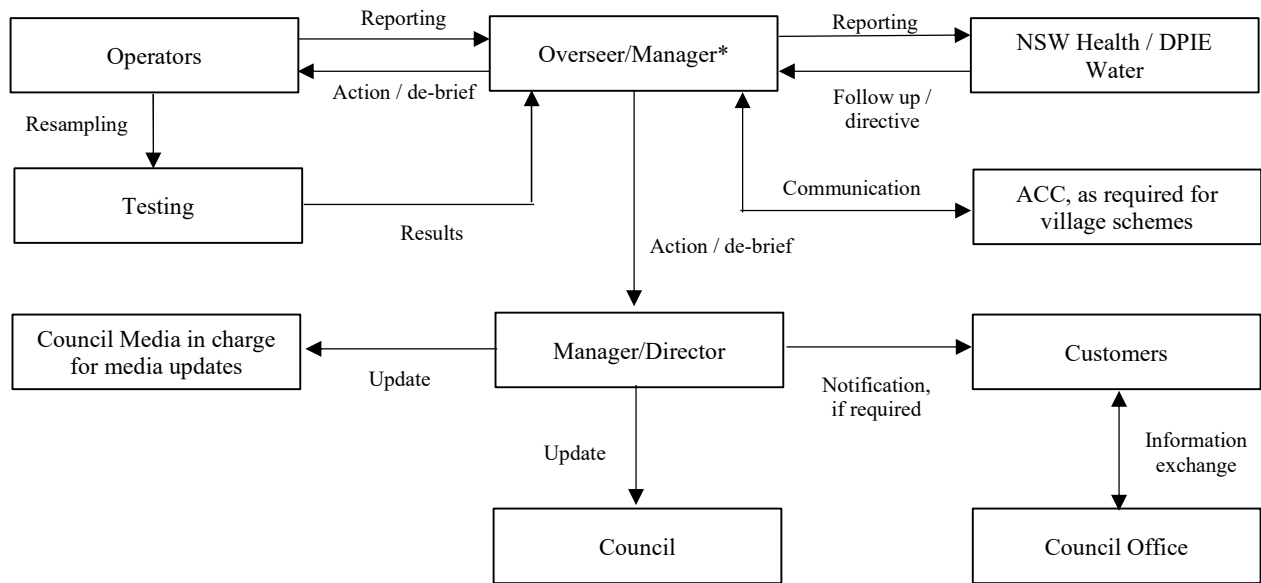 Reporting
Reporting
Operators
Overseer/Manager*
NSW Health / DPIE
Water
Action / de-brief
Follow up /
directive
Resampling
Testing
Results
Communication
ACC, as required for
village schemes
Action / de-brief
Council Media in charge
for media updates
Update
Manager/Director
Notification,
if required
Customers
Update
Information
exchange
Council
Council Office